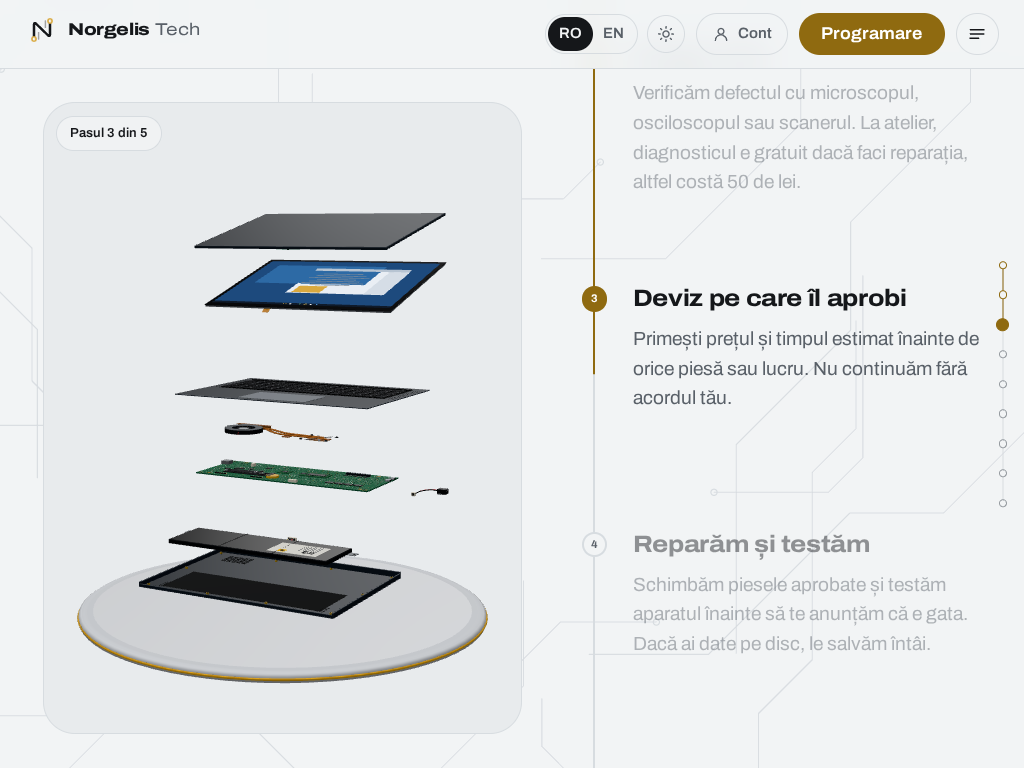 Norgelis Tech
RO EN
Cont
Programare
Pasul 3 din 5
Verificăm defectul cu microscopul,
osciloscopul sau scanerul. La atelier,
diagnosticul e gratuit dacă faci reparația,
altfel costă 50 de lei.
3
Deviz pe care îl aprobi
Primești prețul și timpul estimat înainte de
orice piesă sau lucru. Nu continuăm fără
acordul tău.
4
Reparăm și testăm
Schimbăm piesele aprobate și testăm
aparatul înainte să te anunțăm că e gata.
Dacă ai date pe disc, le salvăm întâi.